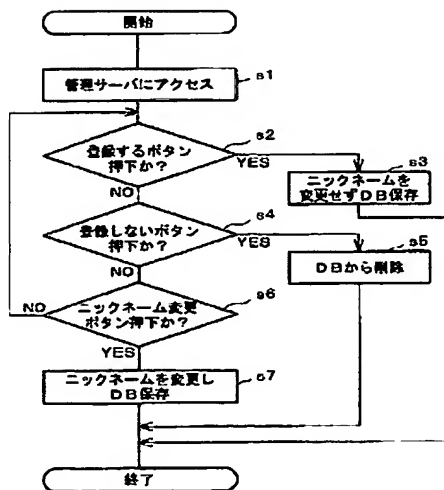 開始
管理サーバにアクセス
s1
登録するボタン
押下か?
s2
YES
NO
ニックネームを
変更せずDB保存
s3
登録しないボタン
押下か?
s4
YES
NO
DBから削除
s5
ニックネーム変更
ボタン押下か?
s6
NO
YES
ニックネームを変更し
DB保存
s7
終了